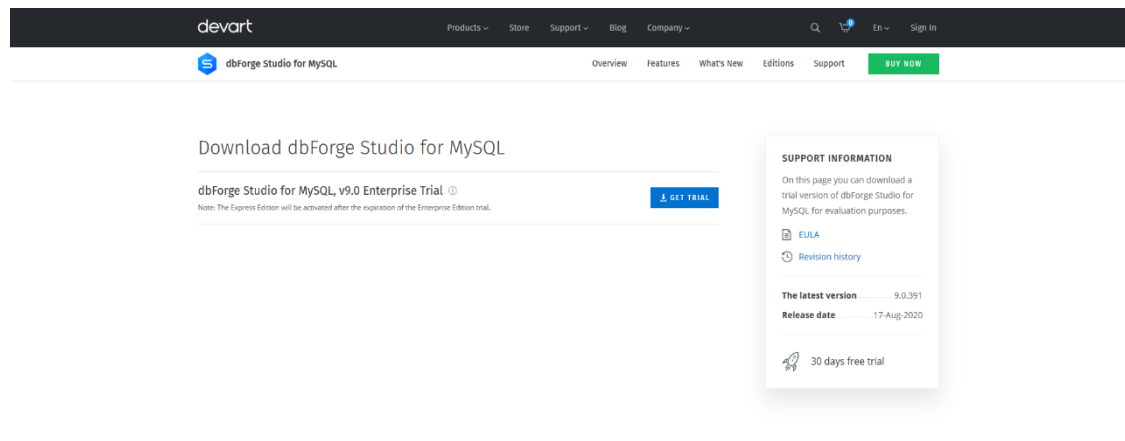 devart Products Store Support Blog Company 0 En Sign In
dbForge Studio for MySQL Overview Features What's New Editions Support BUY NOW
Download dbForge Studio for MySQL
dbForge Studio for MySQL, v9.0 Enterprise Trial
Note: The Express Edition will be activated after the expiration of the Enterprise Edition trial.
GET TRIAL
SUPPORT INFORMATION
On this page you can download a
trial version of dbForge Studio for
MySQL for evaluation purposes.
EULA
Revision history
The latest version 9.0.391
Release date 17-Aug-2020
30 days free trial